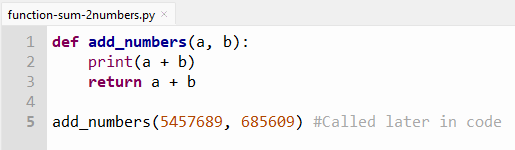 function-sum-2numbers.py ×
1 def add_numbers(a, b):
2     print(a + b)
3     return a + b
4
5 add_numbers(5457689, 685609) #Called later in code